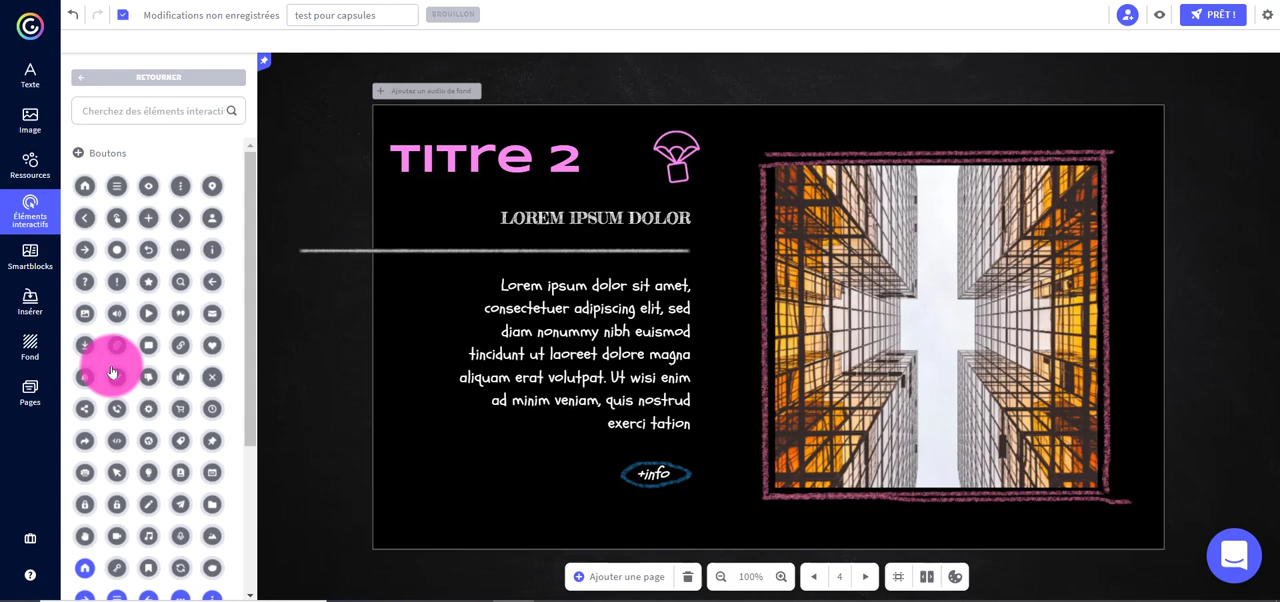 Modifications non enregistrées
test pour capsules
BROUILLON
PRÊT !
Texte
Image
Ressources
Éléments
interactifs
Smartblocks
Insérer
Fond
Pages
RETOURNER
Cherchez des éléments interacti
Boutons
Ajoutez un audio de fond
Titre 2
LOREM IPSUM DOLOR
Lorem ipsum dolor sit amet,
consectetuer adipiscing elit, sed
diam nonummy nibh euismod
tincidunt ut laoreet dolore magna
aliquam erat volutpat. Ut wisi enim
ad minim veniam, quis nostrud
exerci tation
+info
Ajouter une page
100%
4